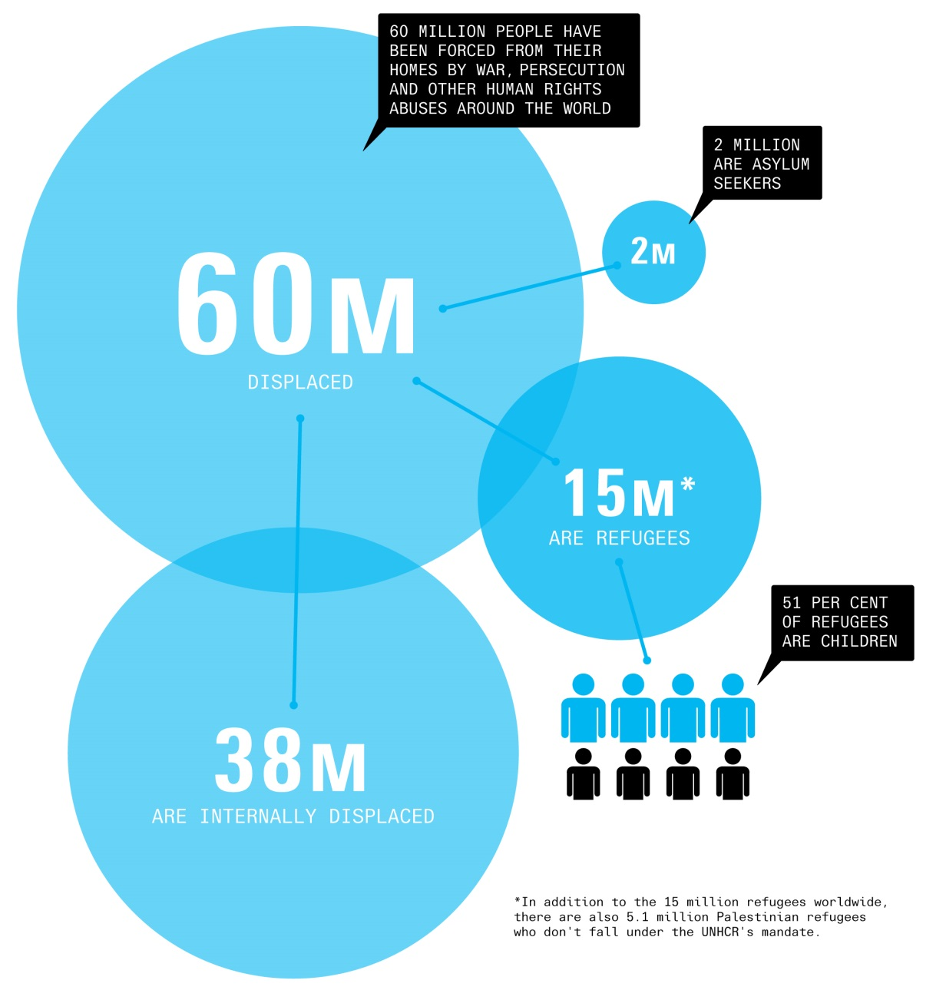 60 MILLION PEOPLE HAVE
BEEN FORCED FROM THEIR
HOMES BY WAR, PERSECUTION
AND OTHER HUMAN RIGHTS
ABUSES AROUND THE WORLD
2 MILLION
ARE ASYLUM
SEEKERS
2M
60M
DISPLACED
15M*
ARE REFUGEES
51 PER CENT
OF REFUGEES
ARE CHILDREN
38M
ARE INTERNALLY DISPLACED
*In addition to the 15 million refugees worldwide,
there are also 5.1 million Palestinian refugees
who don't fall under the UNHCR's mandate.